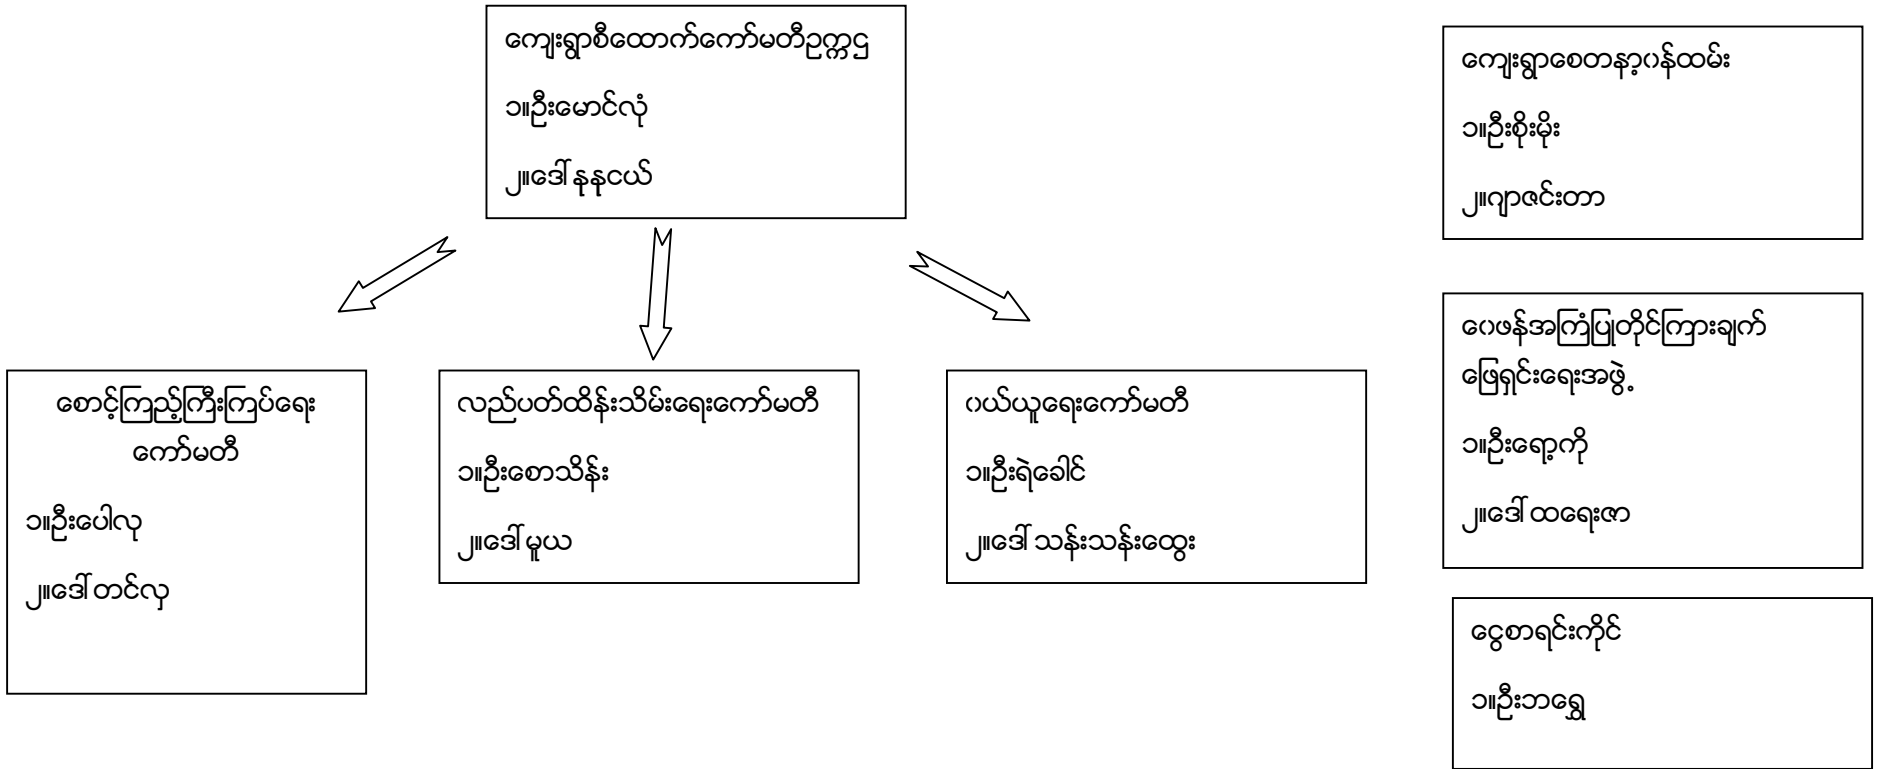 ကျေးရွာစီထောက်ကော်မတီဥက္ကဌ
၁။ဦးမောင်လုံ
၂။ဒေါ်နုနုငယ်
ကျေးရွာစေတနာ့ဝန်ထမ်း
၁။ဦးစိုးမိုး
၂။ဂျာဇင်းတာ
ဝေဖန်အကြံပြုတိုင်ကြားချက်
ဖြေရှင်းရေးအဖွဲ့
၁။ဦးရော့ကို
၂။ဒေါ်ထရေးဇာ
စောင့်ကြည့်ကြီးကြပ်ရေး
ကော်မတီ
၁။ဦးပေါလု
၂။ဒေါ်တင်လှ
လည်ပတ်ထိန်းသိမ်းရေးကော်မတီ
၁။ဦးစောသိန်း
၂။ဒေါ်မူယ
ဝယ်ယူရေးကော်မတီ
၁။ဦးရဲခေါင်
၂။ဒေါ်သန်းသန်းထွေး
ငွေစာရင်းကိုင်
၁။ဦးဘရွှေ